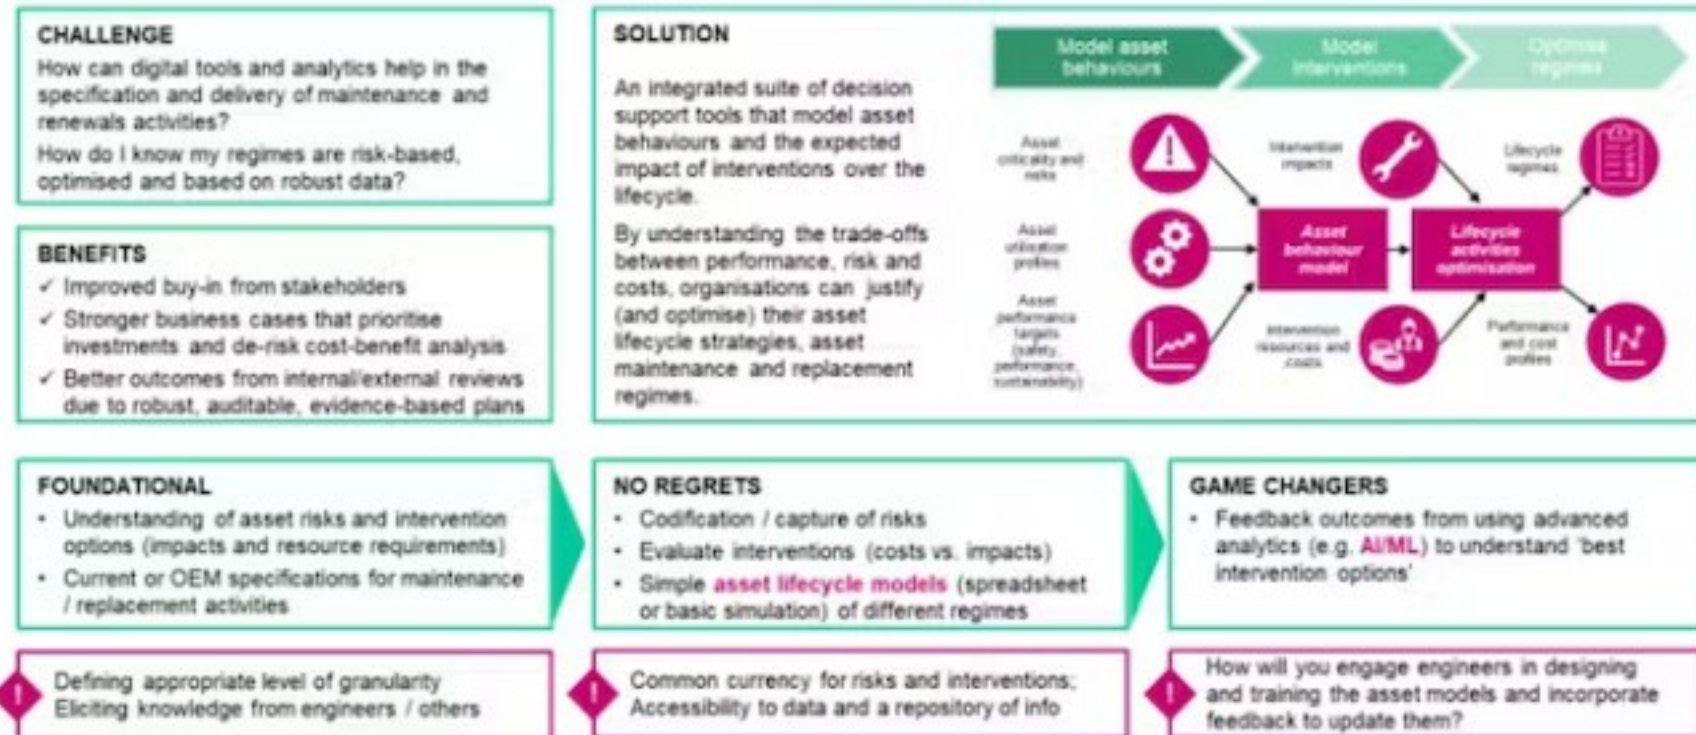 CHALLENGE
How can digital tools and analytics help in the
specification and delivery of maintenance and
renewals activities?
How do I know my regimes are risk-based,
optimised and based on robust data?
BENEFITS
✓ Improved buy-in from stakeholders
✓ Stronger business cases that prioritise
investments and de-risk cost-benefit analysis
✓ Better outcomes from internal/external reviews
due to robust, auditable, evidence-based plans
SOLUTION
An integrated suite of decision
support tools that model asset
behaviours and the expected
impact of interventions over the
lifecycle.
By understanding the trade-offs
between performance, risk and
costs, organisations can justify
(and optimise) their asset
lifecycle strategies, asset
maintenance and replacement
regimes.
Model asset
behaviours
Model
interventions
Optimise
regimes
Asset
criticality and
risks
Asset
utilisation
profiles
Asset
performance
targets
(safety,
performance,
sustainability)
Intervention
impacts
Intervention
resources and
costs
Asset
behaviour
model
Lifecycle
activities
optimisation
Lifecycle
regimes
Performance
and cost
profiles
FOUNDATIONAL
• Understanding of asset risks and intervention
options (impacts and resource requirements)
• Current or OEM specifications for maintenance
/ replacement activities
NO REGRETS
• Codification / capture of risks
• Evaluate interventions (costs vs. impacts)
• Simple asset lifecycle models (spreadsheet
or basic simulation) of different regimes
GAME CHANGERS
• Feedback outcomes from using advanced
analytics (e.g. AI/ML) to understand 'best
intervention options'
! Defining appropriate level of granularity
Eliciting knowledge from engineers / others
! Common currency for risks and interventions;
Accessibility to data and a repository of info
! How will you engage engineers in designing
and training the asset models and incorporate
feedback to update them?